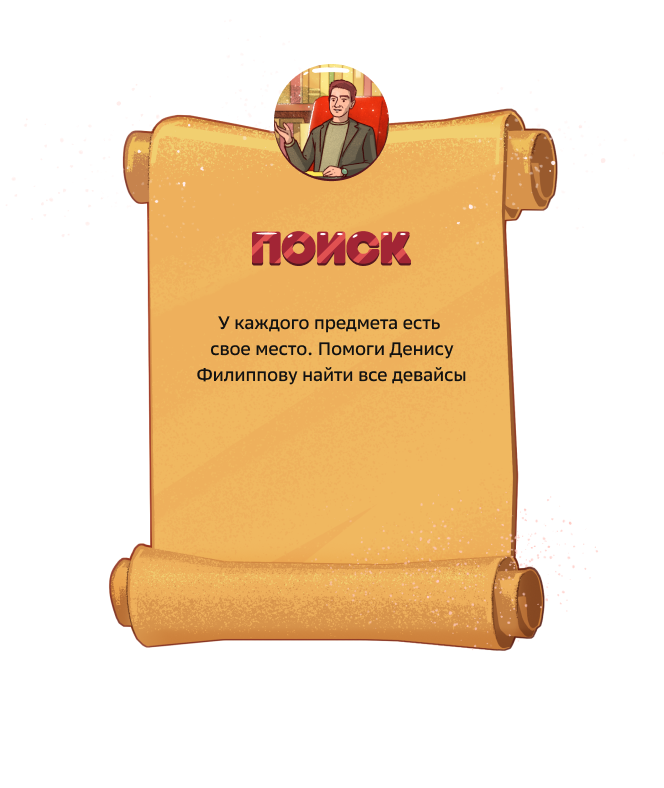 ПОИСК
У каждого предмета есть
свое место. Помоги Денису
Филиппову найти все девайсы